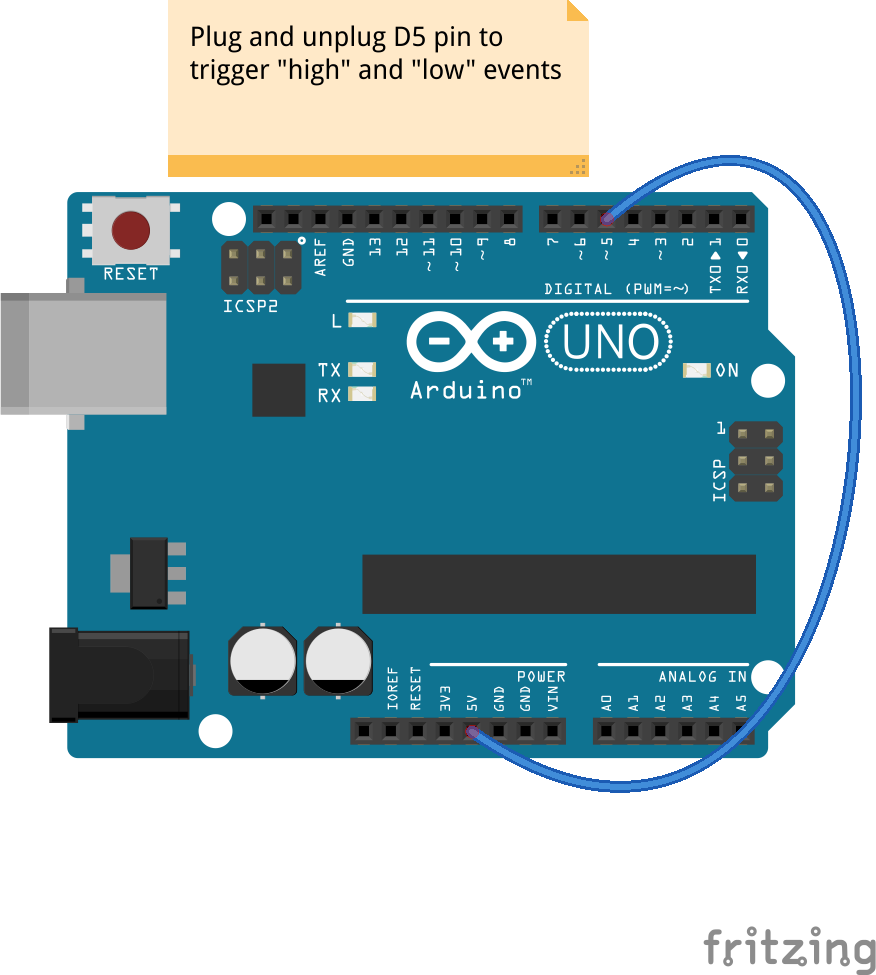 Plug and unplug D5 pin to
trigger "high" and "low" events
RESET
ICSP2
AREF
GND
13
12
~11
~10
~9
8
7
~6
~5
4
~3
2
TX0▶1
RX0◀0
DIGITAL (PWM=~)
L
TX
RX
Arduino™
UNO
ON
1
ICSP
IOREF
RESET
3V3
5V
GND
GND
VIN
POWER
ANALOG IN
A0
A1
A2
A3
A4
A5
fritzing